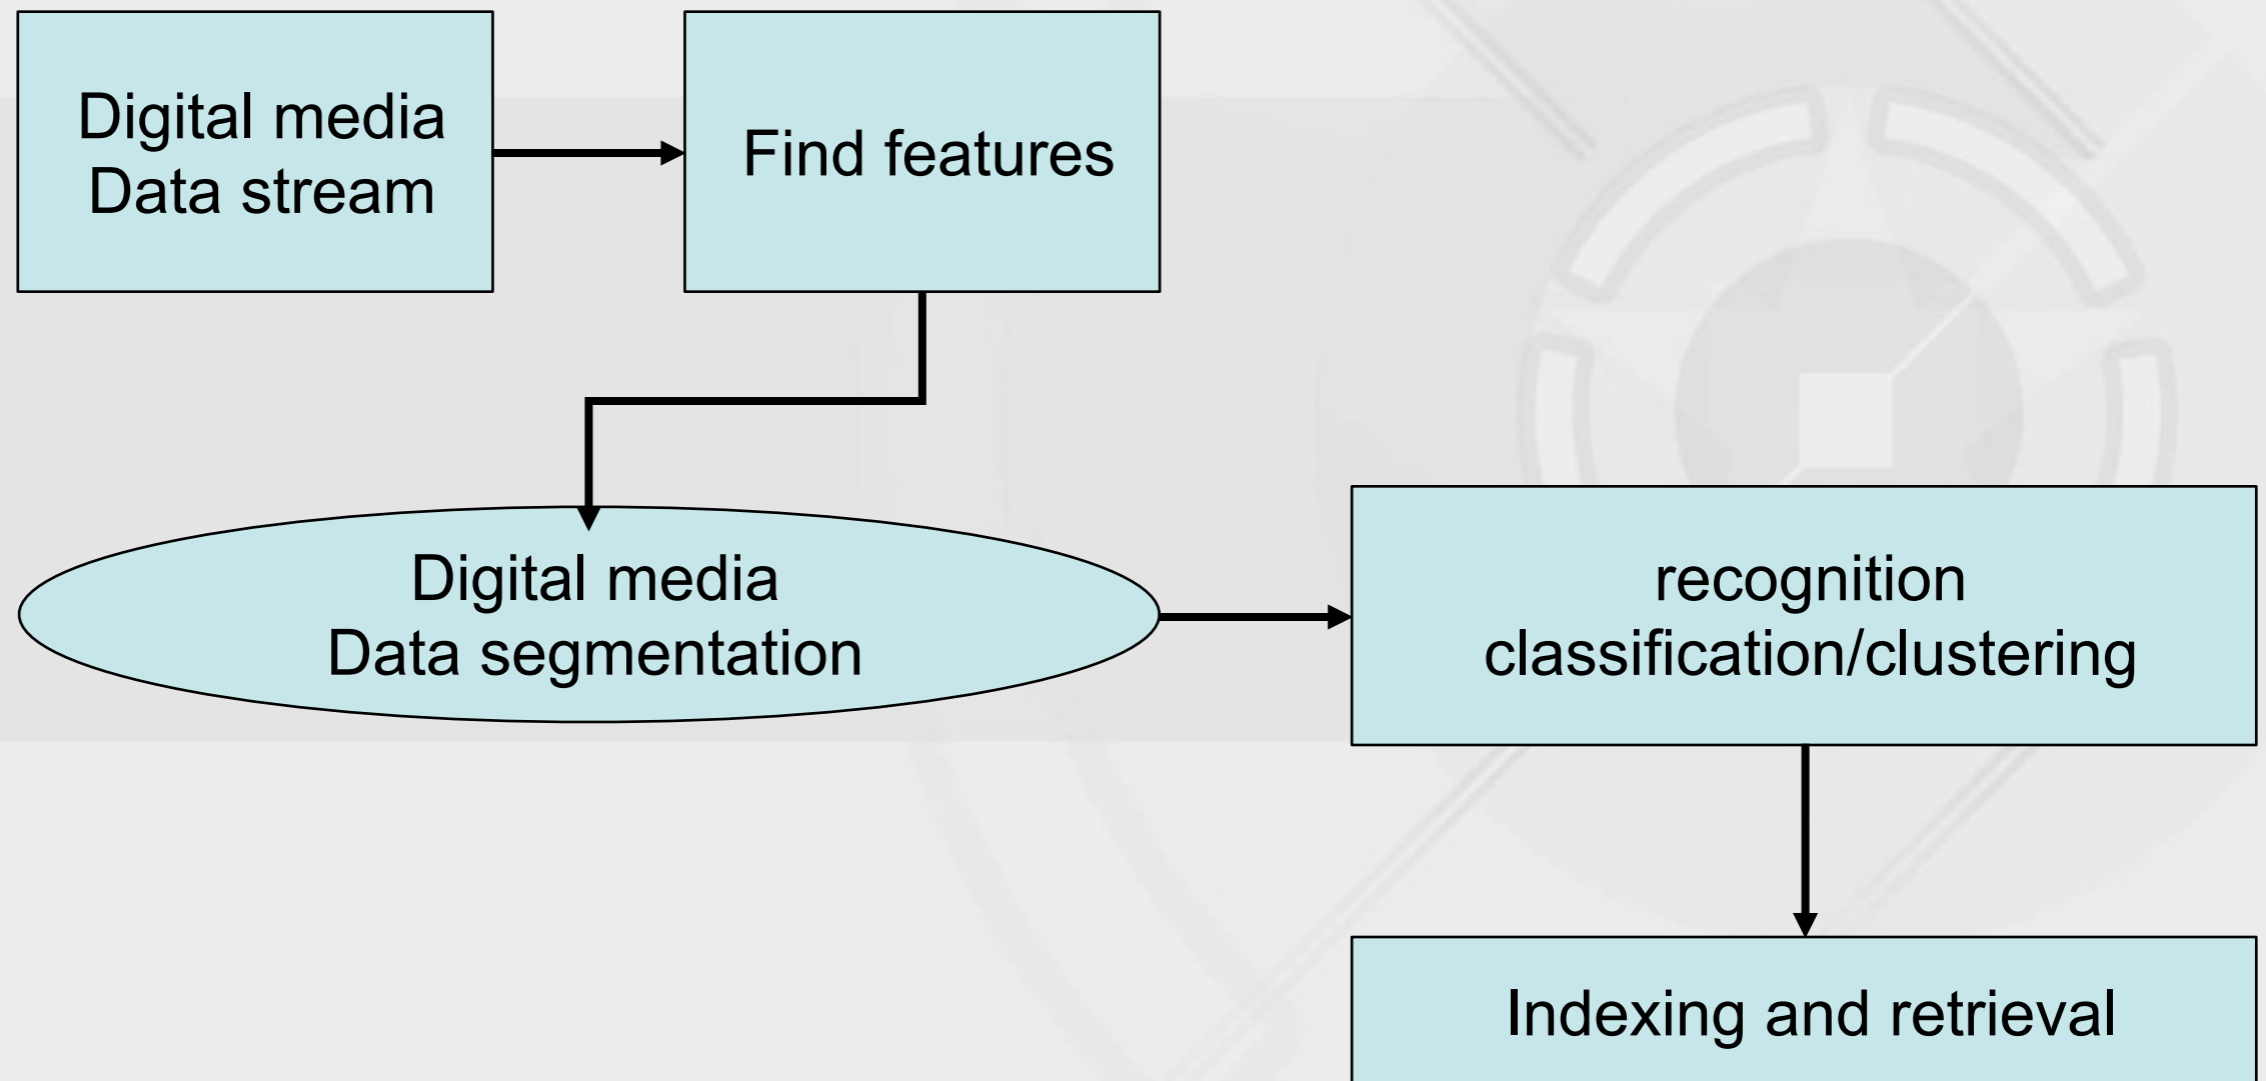 Digital media
Data stream
Find features
Digital media
Data segmentation
recognition
classification/clustering
Indexing and retrieval